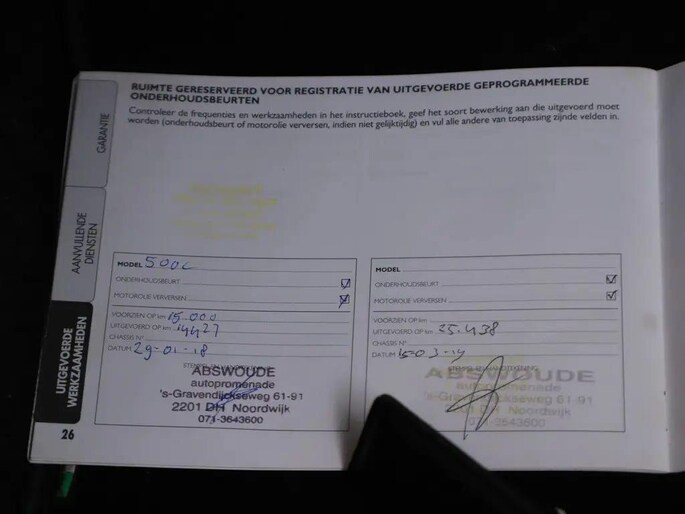 RUIMTE GERESERVEERD VOOR REGISTRATIE VAN UITGEVOERDE GEPROGRAMMEERDE
ONDERHOUDSBEURTEN
Controleer de frequenties en werkzaamheden in het instructieboek, geef het soort bewerking aan die uitgevoerd moet
worden (onderhoudsbeurt of motorolie verversen, indien niet gelijktijdig) en vul alle andere van toepassing zijnde velden in.
GARANTIE
AANVULLENDE
DIENSTEN
UITGEVOERDE
WERKZAAMHEDEN
26
MODEL 500C
ONDERHOUDSBEURT
MOTOROLIE VERVERSEN
VOORZIEN OP km 15.000
UITGEVOERD OP km 14427
CHASSIS N°
DATUM 29-01-18
ABSWOUDE
autopromenade
's-Gravendijckseweg 61-91
2201 DH Noordwijk
071-3643600
MODEL
ONDERHOUDSBEURT
MOTOROLIE VERVERSEN
VOORZIEN OP km
UITGEVOERD OP km 25.438
CHASSIS N°
DATUM
ABSWOUDE
autopromenade
's-Gravendijckseweg 61-91
2201 DH Noordwijk
071-3643600